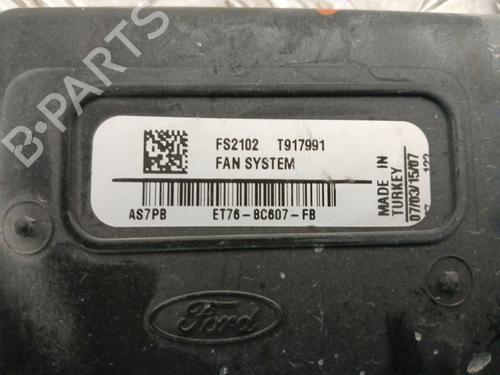 B-PARTS
FS2102 T917991
FAN SYSTEM
AS7PB ET76-8C607-FB
MADE IN
TURKEY
07/03/15/07
Ford